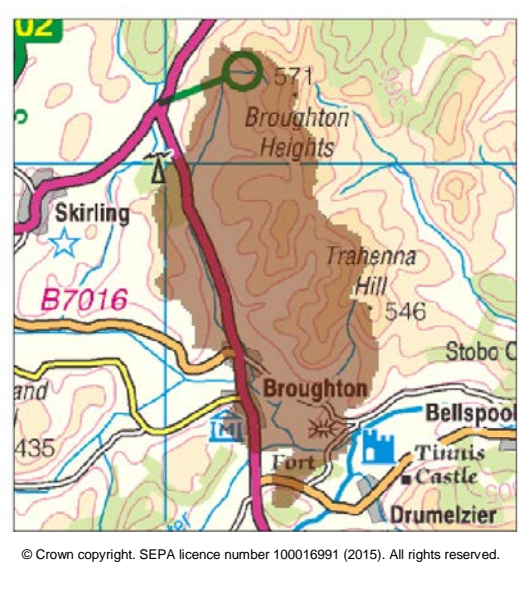 02
571
Broughton
Heights
Skirling
Trahenna
Hill
546
B7016
Stobo C
Broughton
and
Bellspool
435
M
Fort
Tinnis
Castle
Drumelzier
© Crown copyright. SEPA licence number 100016991 (2015). All rights reserved.